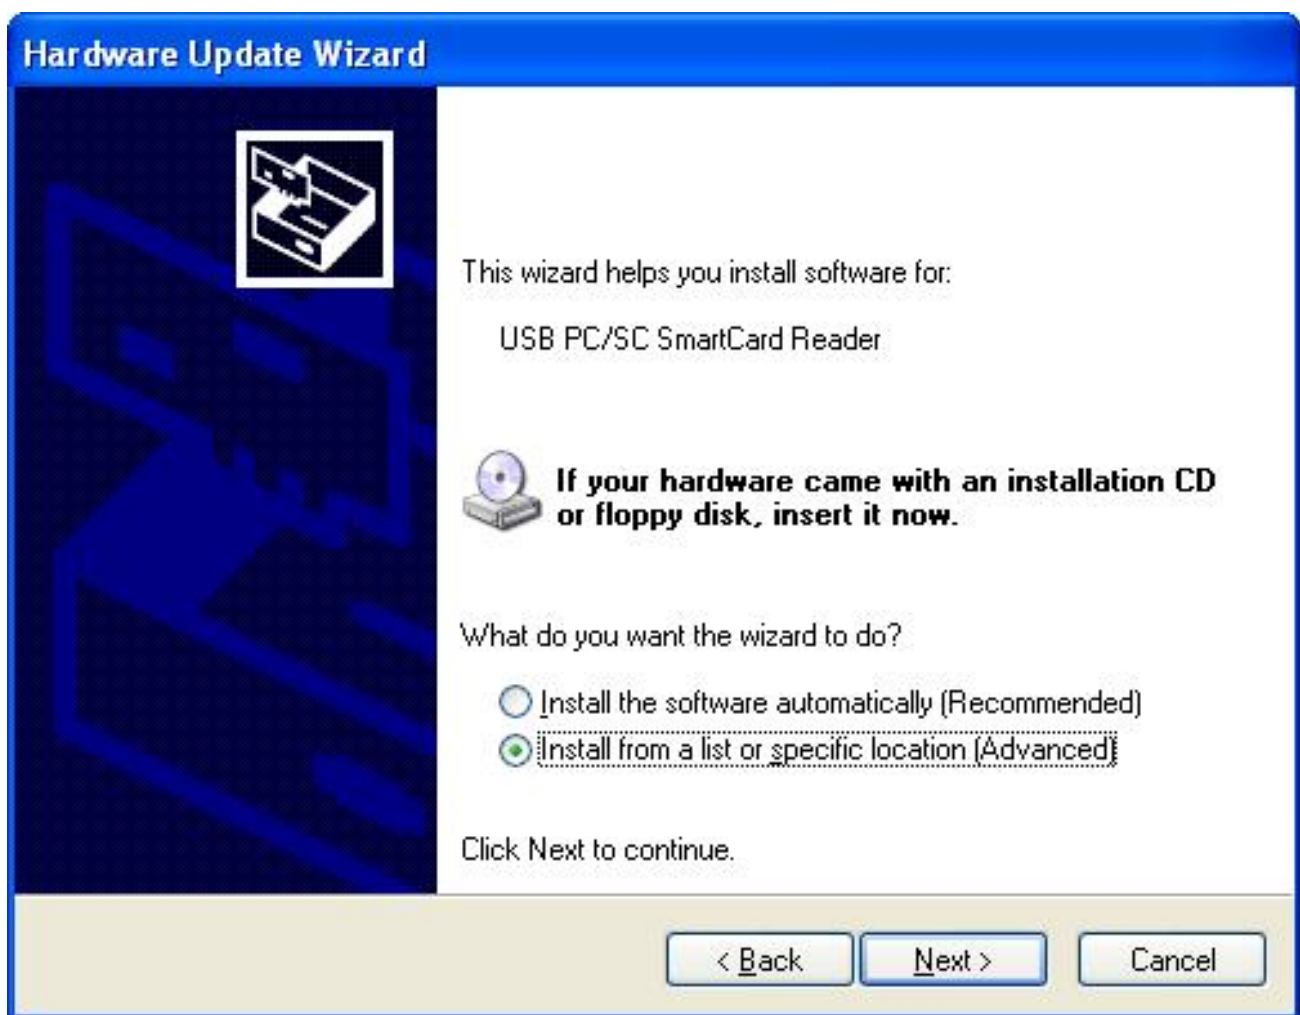 Hardware Update Wizard
This wizard helps you install software for:
USB PC/SC SmartCard Reader
If your hardware came with an installation CD
or floppy disk, insert it now.
What do you want the wizard to do?
Install the software automatically (Recommended)
Install from a list or specific location (Advanced)
Click Next to continue.
< Back
Next >
Cancel